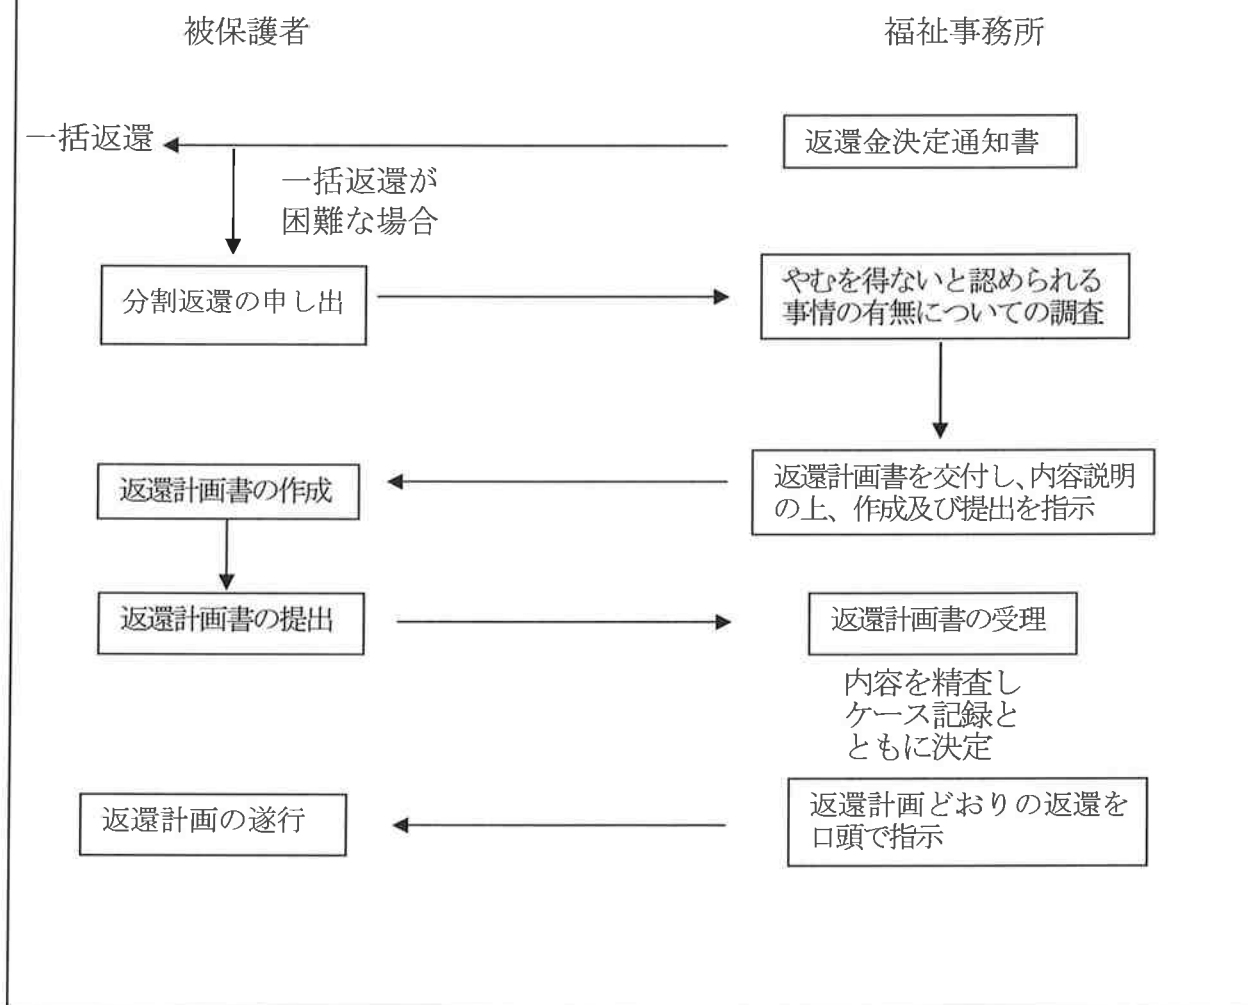 被保護者
福祉事務所
一括返還
返還金決定通知書
一括返還が
困難な場合
分割返還の申し出
やむを得ないと認められる
事情の有無についての調査
返還計画書の作成
返還計画書を交付し、内容説明
の上、作成及び提出を指示
返還計画書の提出
返還計画書の受理
内容を精査し
ケース記録と
ともに決定
返還計画の遂行
返還計画どおりの返還を
口頭で指示